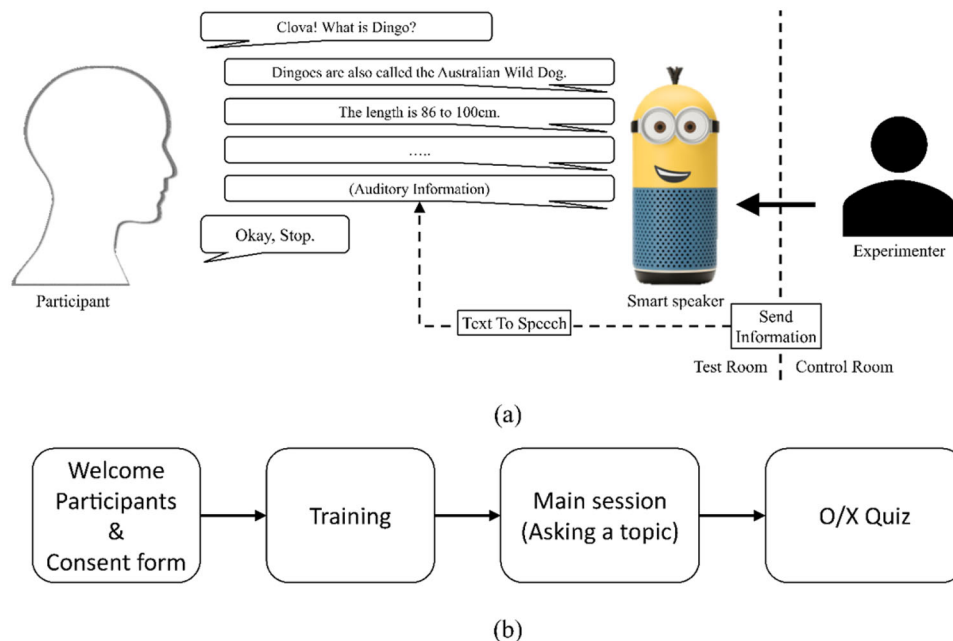 Clova! What is Dingo?
Dingoes are also called the Australian Wild Dog.
The length is 86 to 100cm.
.....
(Auditory Information)
Okay, Stop.
Participant
Smart speaker
Experimenter
Text To Speech
Send
Information
Test Room
Control Room
(a)
Welcome
Participants
&
Consent form
Training
Main session
(Asking a topic)
O/X Quiz
(b)